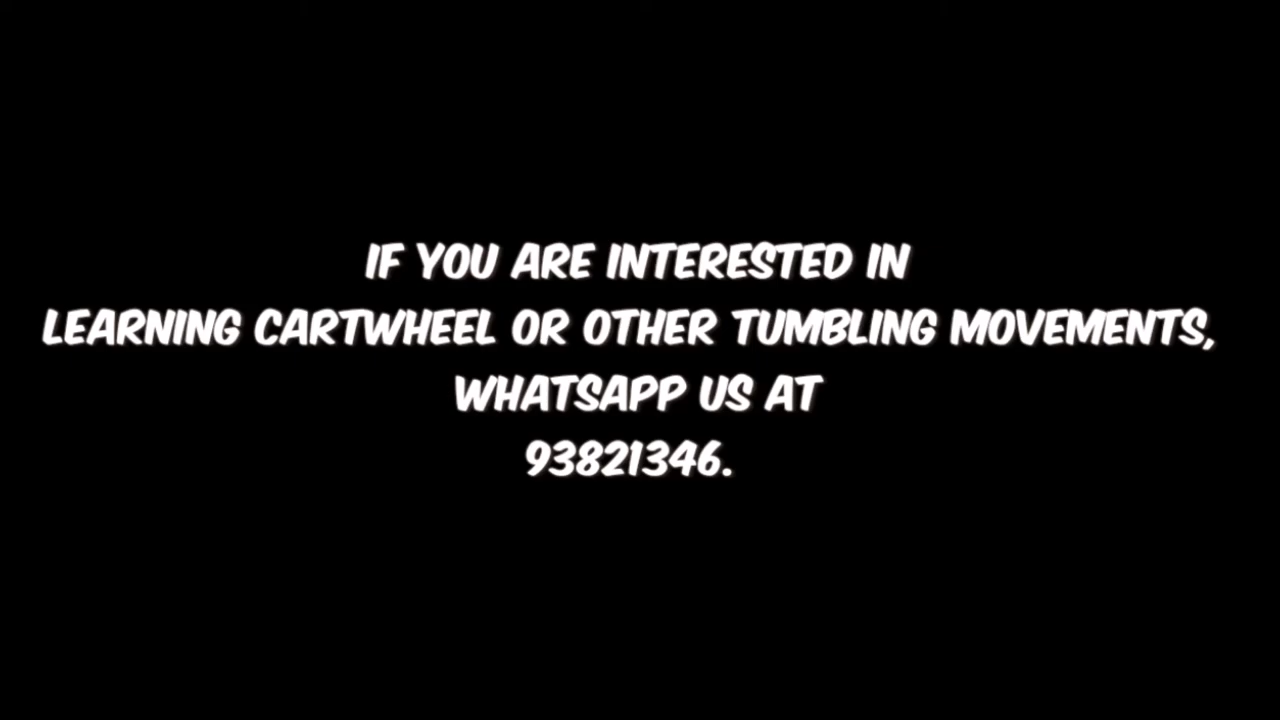 IF YOU ARE INTERESTED IN
LEARNING CARTWHEEL OR OTHER TUMBLING MOVEMENTS,
WHATSAPP US AT
93821346.